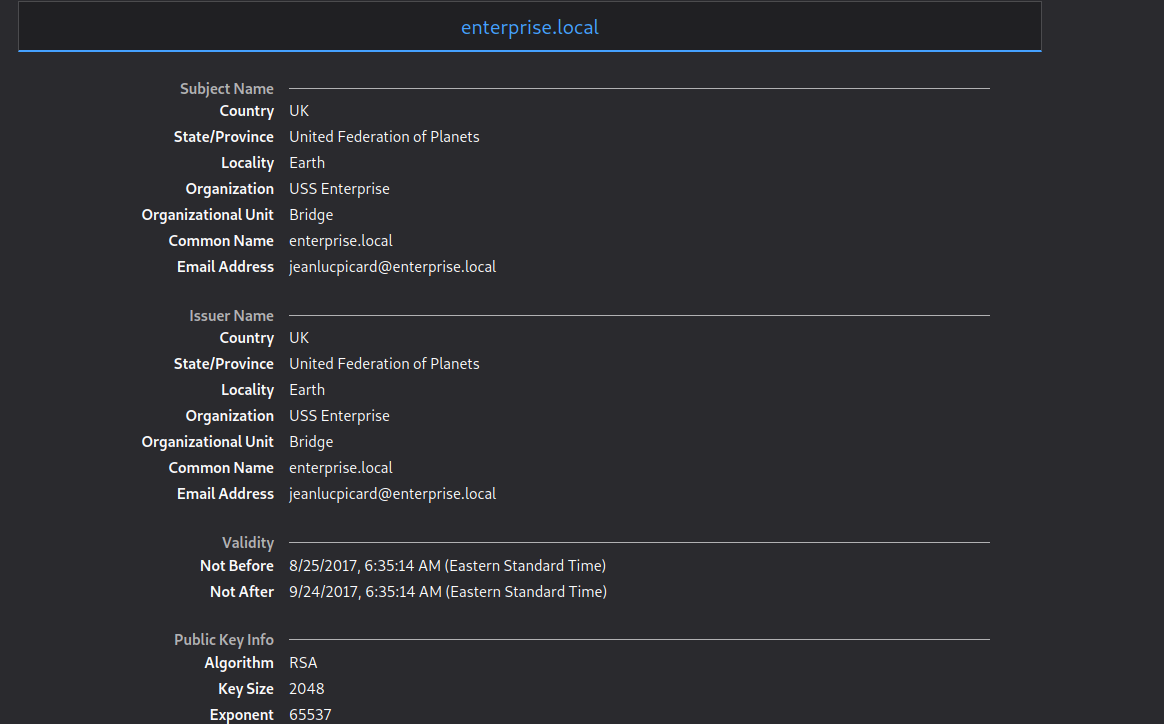 enterprise.local
Subject Name
Country UK
State/Province United Federation of Planets
Locality Earth
Organization USS Enterprise
Organizational Unit Bridge
Common Name enterprise.local
Email Address jeanlucpicard@enterprise.local
Issuer Name
Country UK
State/Province United Federation of Planets
Locality Earth
Organization USS Enterprise
Organizational Unit Bridge
Common Name enterprise.local
Email Address jeanlucpicard@enterprise.local
Validity
Not Before 8/25/2017, 6:35:14 AM (Eastern Standard Time)
Not After 9/24/2017, 6:35:14 AM (Eastern Standard Time)
Public Key Info
Algorithm RSA
Key Size 2048
Exponent 65537